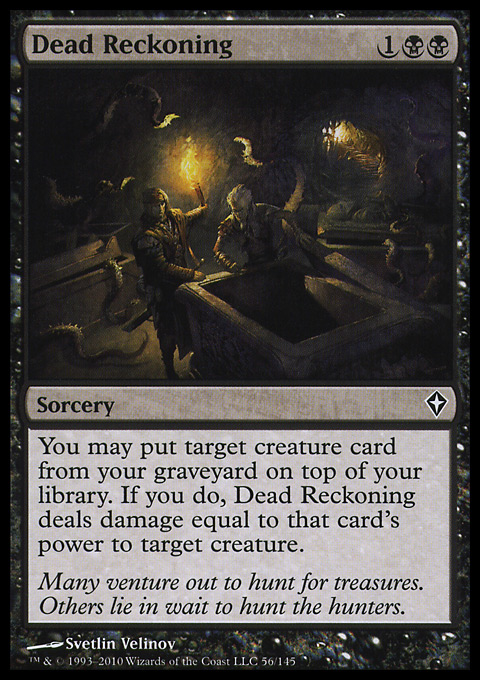 Dead Reckoning 1
Sorcery
You may put target creature card
from your graveyard on top of your
library. If you do, Dead Reckoning
deals damage equal to that card's
power to target creature.
Many venture out to hunt for treasures.
Others lie in wait to hunt the hunters.
Svetlin Velinov
™ & © 1993–2010 Wizards of the Coast LLC 56/145